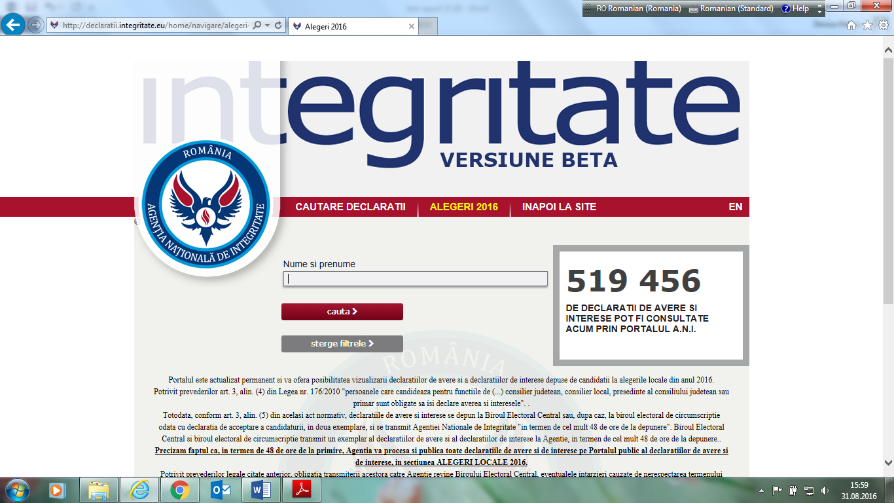 RO Romanian (Romania) Romanian (Standard) Help
http://declaratii.integritate.eu/home/navigare/alegeri-
Alegeri 2016
integritate
VERSIUNE BETA
ROMÂNIA
AGENȚIA NAȚIONALĂ DE INTEGRITATE
CAUTARE DECLARATII ALEGERI 2016 INAPOI LA SITE EN
Nume si prenume
519 456
DE DECLARATII DE AVERE SI
INTERESE POT FI CONSULTATE
ACUM PRIN PORTALUL A.N.I.
cauta
sterge filtrele
ROMÂNIA
Portalul este actualizat permanent si va ofera posibilitatea vizualizarii declaratiilor de avere si a declaratiilor de interese depuse de candidatii la alegerile locale din anul 2016.
Potrivit prevederilor art. 3, alin. (4) din Legea nr. 176/2010 "persoanele care candideaza pentru functiile de (...) consilier judetean, consilier local, presedinte al consiliului judetean sau
primar sunt obligate sa isi declare averea si interesele". .
Totodata, conform art. 3, alin. (5) din acelasi act normativ, declaratiile de avere si interese se depun la Biroul Electoral Central sau, dupa caz, la biroul electoral de circumscriptie
odata cu declaratia de acceptare a candidaturii, in doua exemplare, si se transmit Agentiei Nationale de Integritate "in termen de cel mult 48 de ore de la depunere". Biroul Electoral
Central si biroul electoral de circumscriptie transmit un exemplar al declaratiilor de avere si al declaratiilor de interese la Agentie, in termen de cel mult 48 de ore de la depunere..
Precizam faptul ca, in termen de 48 de ore de la primire, Agentia va procesa si publica toate declaratiile de avere si de interese pe Portalul public al declaratiilor de avere si
de interese, in sectiunea ALEGERI LOCALE 2016.
Potrivit prevederilor legale citate anterior, obligatia transmiterii acestora catre Agentie revine Biroului Electoral Central, eventualele intarzieri cauzate de nerespectarea termenului
15:59
31.08.2016